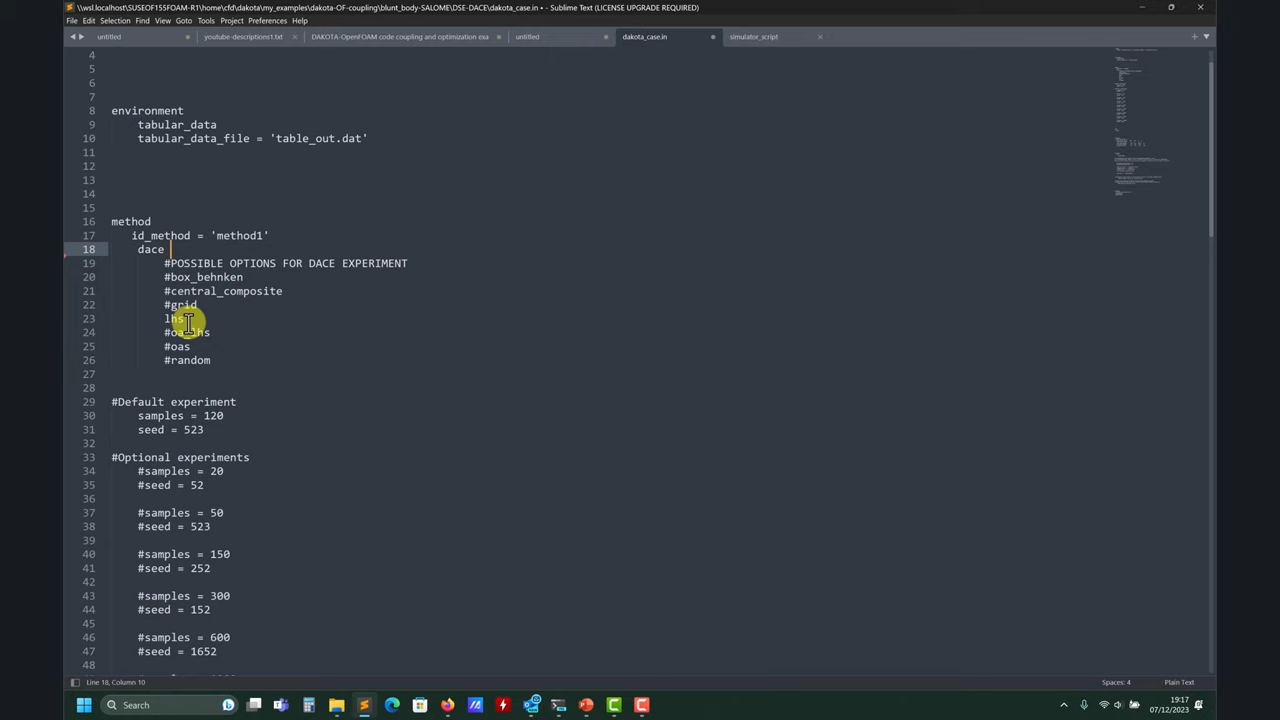 \\wsl.localhost\SUSEOF155FOAM-R1\home\cfd\dakota\my_examples\dakota-OF-coupling\blunt_body-SALOME\DSE-DACE\dakota_case.in • - Sublime Text (LICENSE UPGRADE REQUIRED)
File Edit Selection Find View Goto Tools Project Preferences Help
untitled youtube-descriptions1.txt DAKOTA-OpenFOAM code coupling and optimization exa untitled dakota_case.in simulator_script
4
5
6
7
8 environment
9 tabular_data
10 tabular_data_file = 'table_out.dat'
11
12
13
14
15
16 method
17 id_method = 'method1'
18 dace
19 #POSSIBLE OPTIONS FOR DACE EXPERIMENT
20 #box_behnken
21 #central_composite
22 #grid
23 lhs
24 #oa_lhs
25 #oas
26 #random
27
28
29 #Default experiment
30 samples = 120
31 seed = 523
32
33 #Optional experiments
34 #samples = 20
35 #seed = 52
36
37 #samples = 50
38 #seed = 523
39
40 #samples = 150
41 #seed = 252
42
43 #samples = 300
44 #seed = 152
45
46 #samples = 600
47 #seed = 1652
48
Line 18, Column 10 Spaces: 4 Plain Text
Search 19:17
07/12/2023